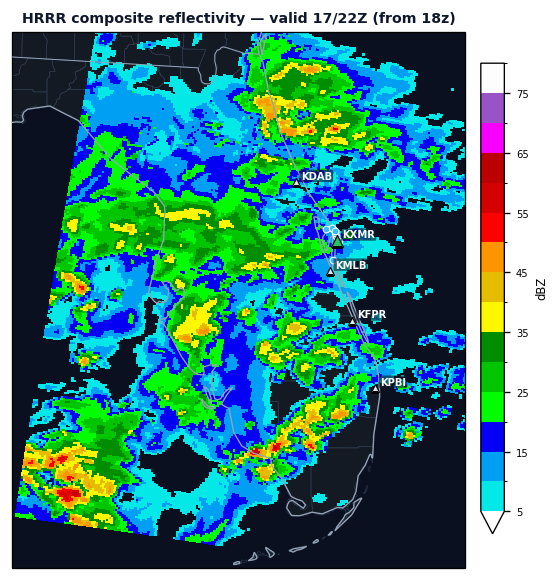 HRRR composite reflectivity — valid 17/22Z (from 18z)
KDAB
KXMR
KMLB
KFPR
KPBI
75
65
55
45
35
25
15
5
dBZ